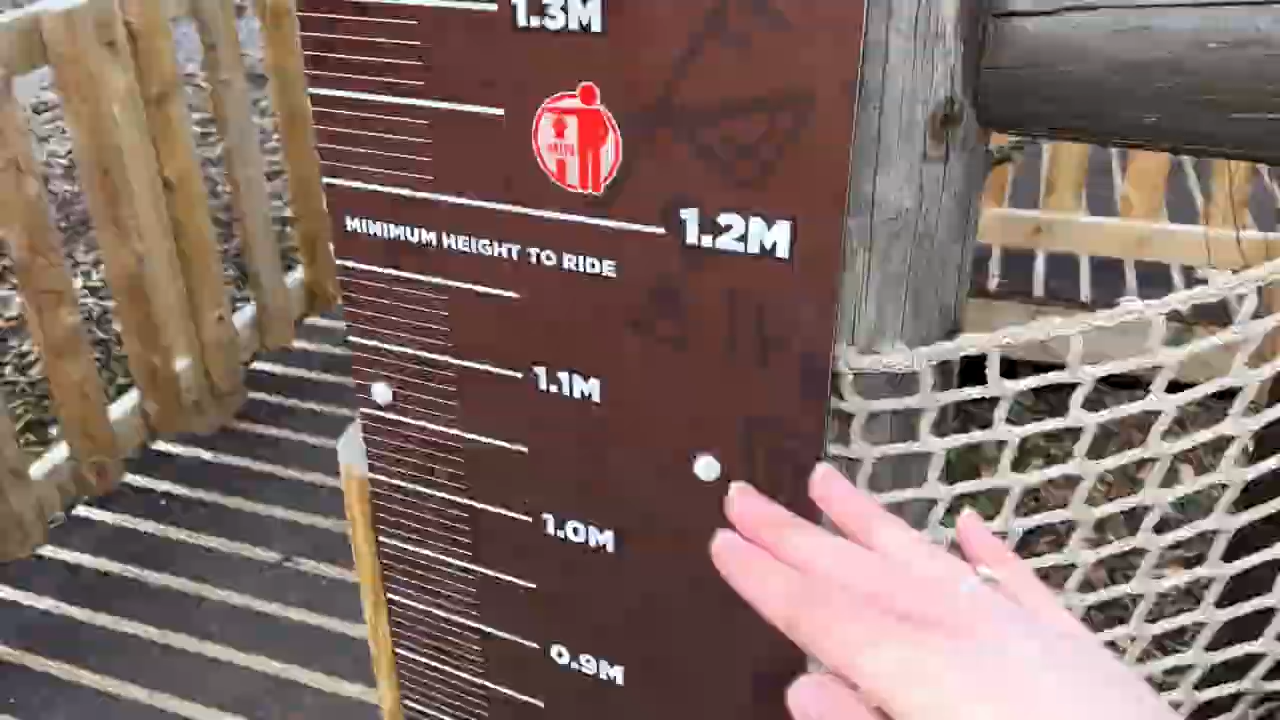 1.3M
1.2M
MINIMUM HEIGHT TO RIDE
1.1M
1.0M
0.9M